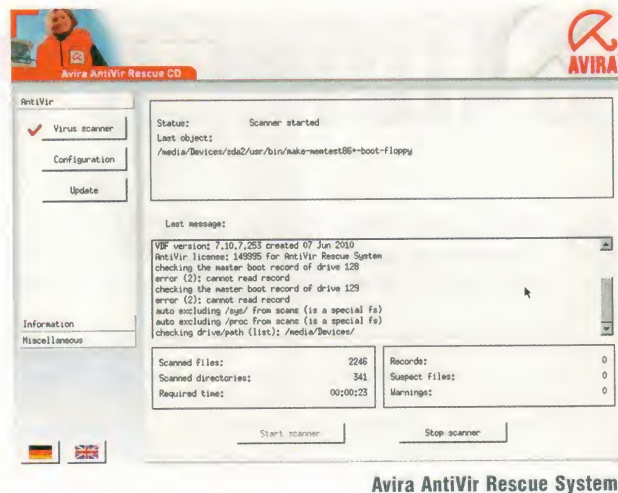 Avira AntiVir Rescue CD
AVIRA
AntiVir
Virus scanner
Configuration
Update
Information
Miscellaneous
Status: Scanner started
Last object:
/media/Devices/sda2/usr/bin/make-memtest86+-boot-floppy
Last message:
VDF version: 7.10.7.253 created 07 Jun 2010
AntiVir license: 149995 for AntiVir Rescue System
checking the master boot record of drive 128
error (2): cannot read record
checking the master boot record of drive 129
error (2): cannot read record
auto excluding /sys/ from scans (is a special fs)
auto excluding /proc from scans (is a special fs)
checking drive/path (list): /media/Devices/
Scanned files: 2246
Scanned directories: 341
Required time: 00:00:23
Records: 0
Suspect files: 0
Warnings: 0
Start scanner
Stop scanner
Avira AntiVir Rescue System